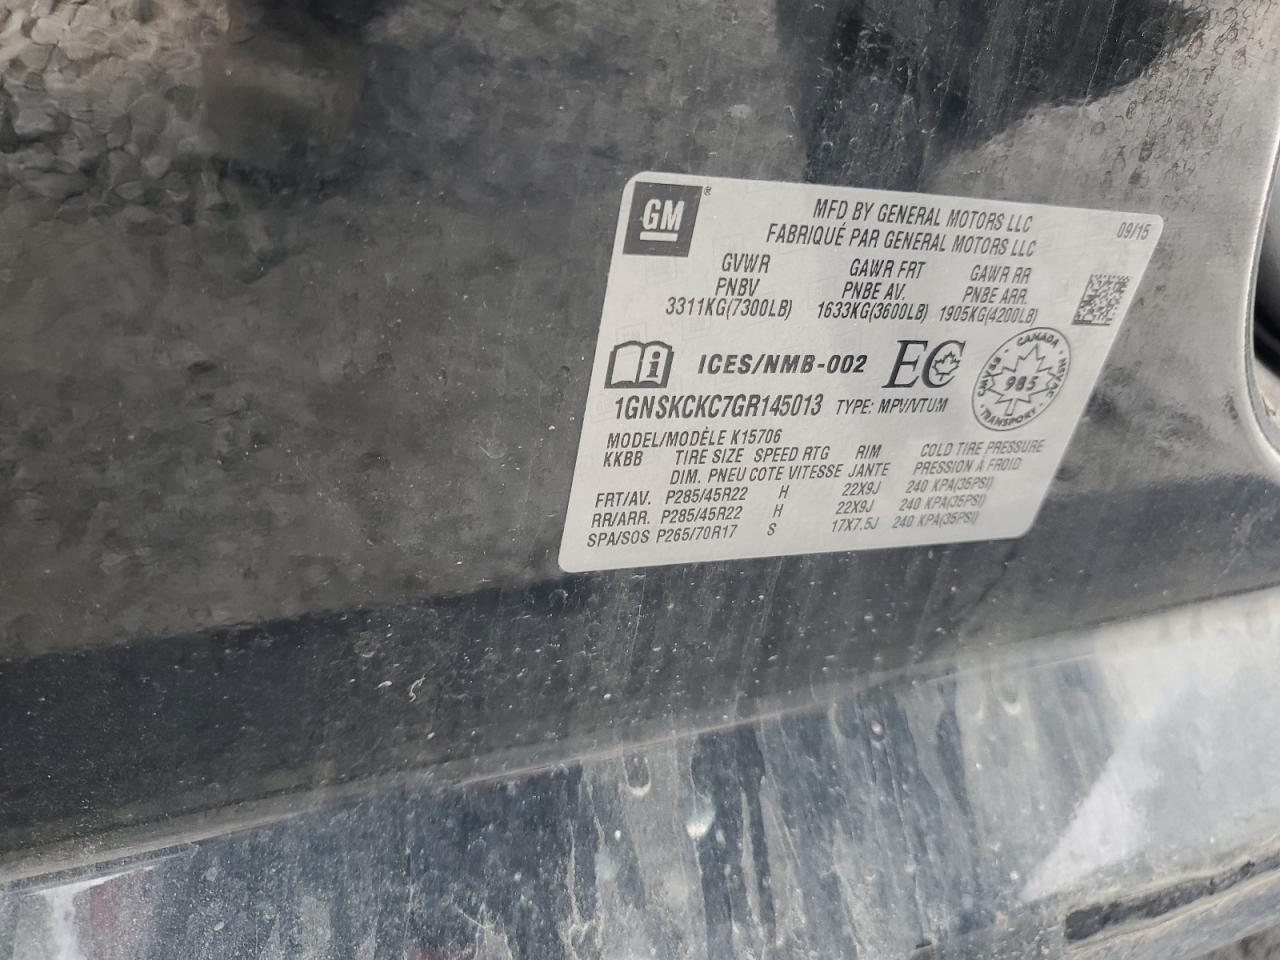 GM ®
MFD BY GENERAL MOTORS LLC
FABRIQUÉ PAR GENERAL MOTORS LLC
09/15
GVWR GAWR FRT GAWR RR
PNBV PNBE AV. PNBE ARR.
3311KG(7300LB) 1633KG(3600LB) 1905KG(4200LB)
i ICES/NMB-002 EC
CANADA
CMVSS 985 NSVAC
TRANSPORT
1GNSKCKC7GR145013 TYPE: MPV/VTUM
MODEL/MODÈLE K15706
KKBB TIRE SIZE SPEED RTG RIM COLD TIRE PRESSURE
DIM. PNEU COTE VITESSE JANTE PRESSION À FROID
FRT/AV. P285/45R22 H 22X9J 240 KPA(35PSI)
RR/ARR. P285/45R22 H 22X9J 240 KPA(35PSI)
SPA/SOS P265/70R17 S 17X7.5J 240 KPA(35PSI)